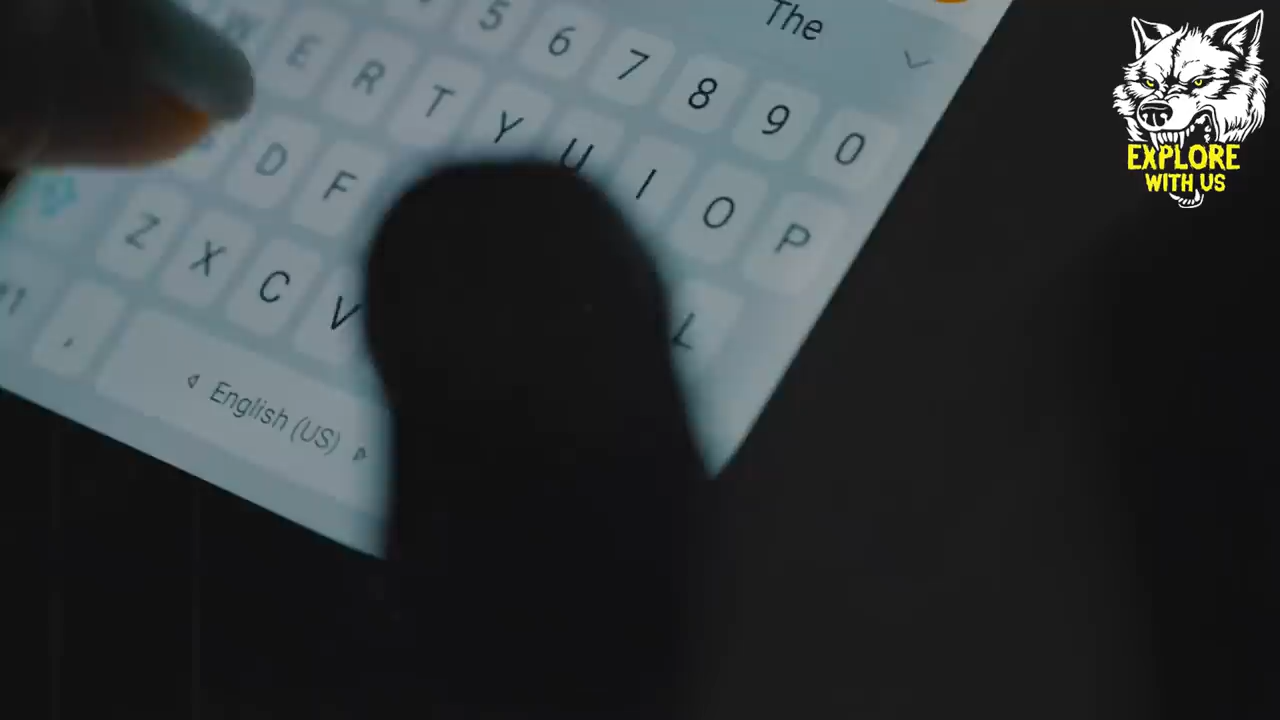 The
5 6 7 8 9 0
W E R T Y U I O P
D F L
Z X C V
,
English (US)
EXPLORE
WITH US